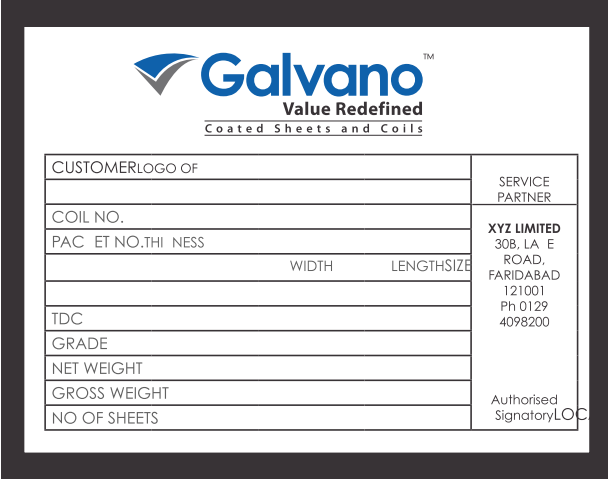 Galvano™
Value Redefined
Coated Sheets and Coils
CUSTOMERLOGO OF
SERVICE
PARTNER
COIL NO.
PAC ET NO.THI NESS
WIDTH LENGTHSIZE
TDC
GRADE
NET WEIGHT
GROSS WEIGHT
NO OF SHEETS
XYZ LIMITED
30B, LA E
ROAD,
FARIDABAD
121001
Ph 0129
4098200
Authorised
SignatoryLOC